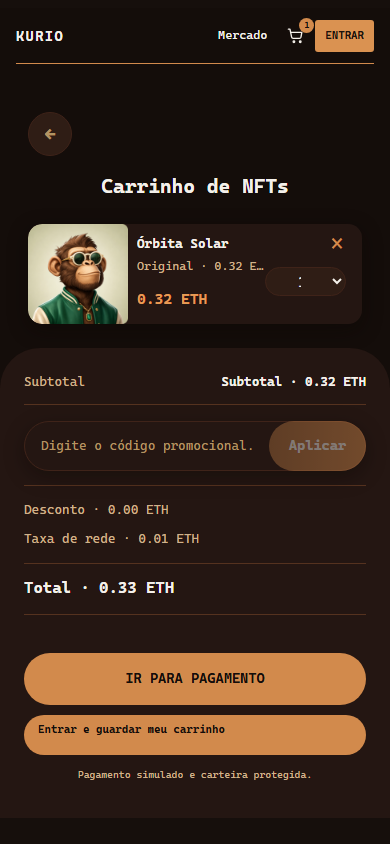 KURIO
Mercado
1
ENTRAR
Carrinho de NFTs
Órbita Solar
Original · 0.32 E…
0.32 ETH
Subtotal
Subtotal · 0.32 ETH
Digite o código promocional.
Aplicar
Desconto · 0.00 ETH
Taxa de rede · 0.01 ETH
Total · 0.33 ETH
IR PARA PAGAMENTO
Entrar e guardar meu carrinho
Pagamento simulado e carteira protegida.